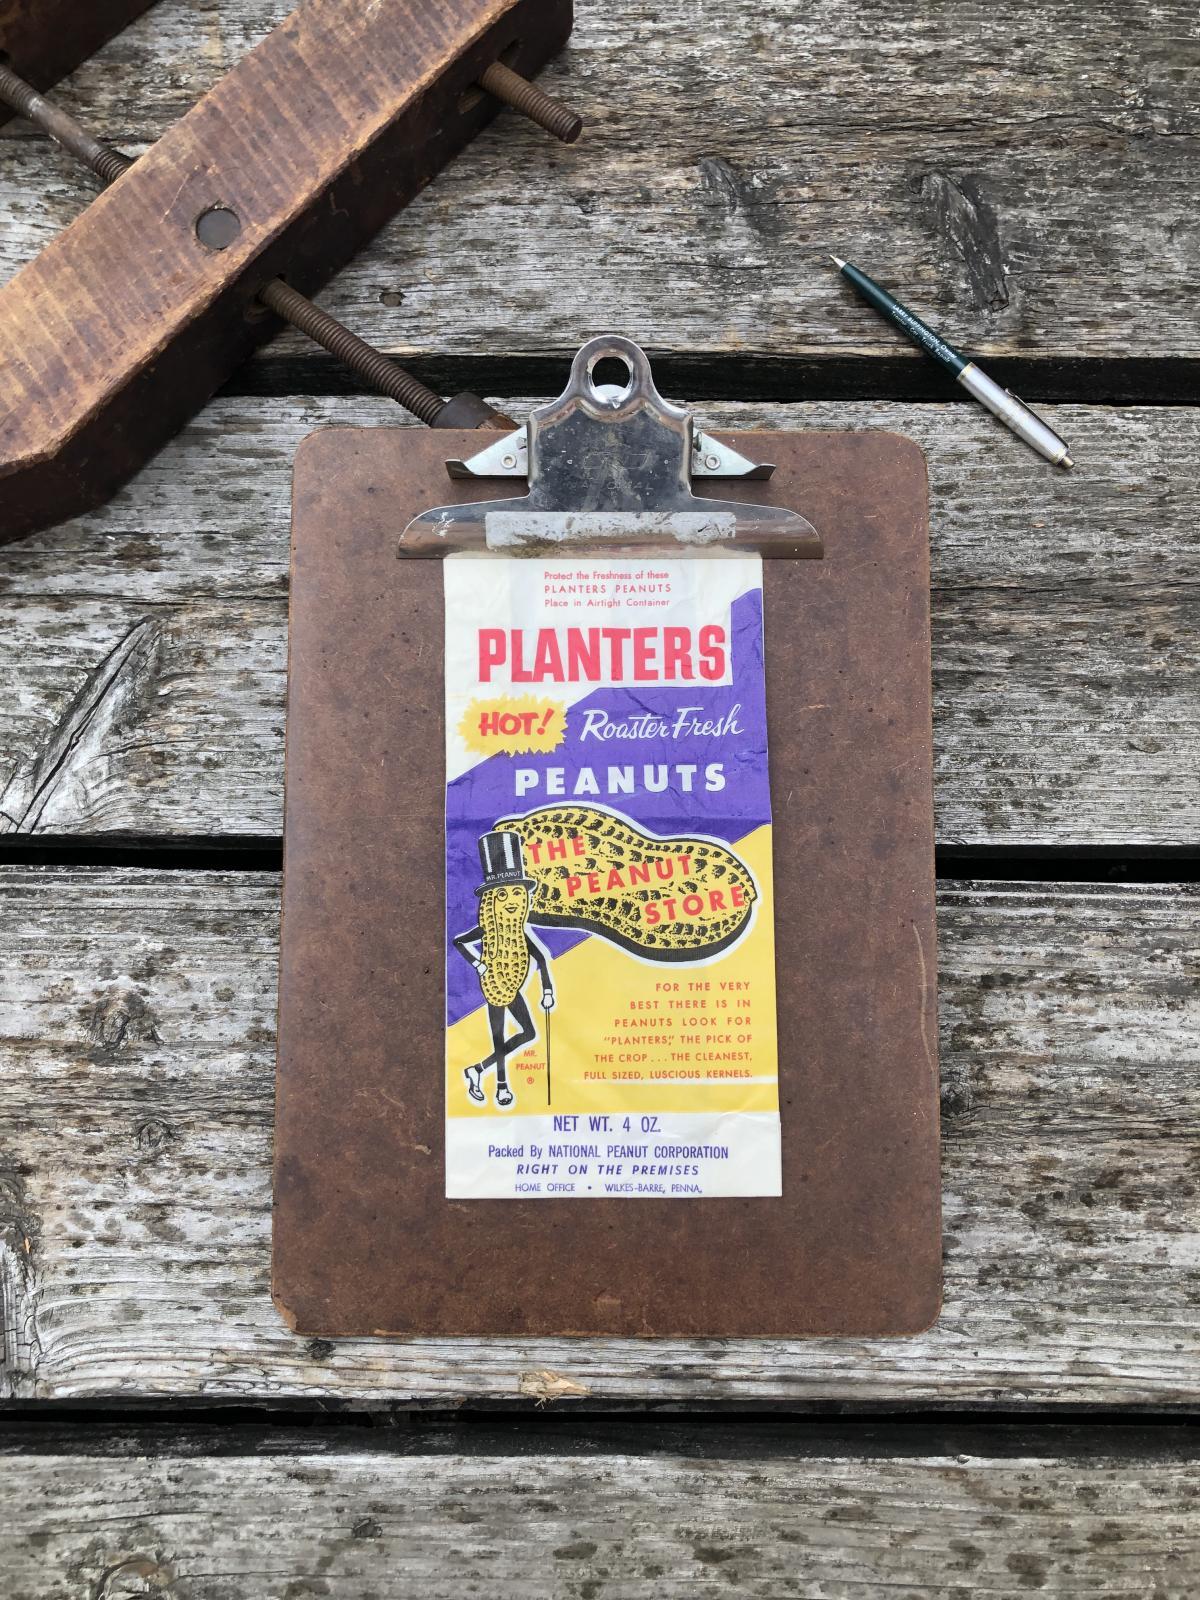 LARRY BUFFINGTON, Owner
Protect the Freshness of these
PLANTERS PEANUTS
Place in Airtight Container
PLANTERS
HOT! Roaster Fresh
PEANUTS
MR. PEANUT
THE
PEANUT
STORE
FOR THE VERY
BEST THERE IS IN
PEANUTS LOOK FOR
"PLANTERS," THE PICK OF
THE CROP... THE CLEANEST,
FULL SIZED, LUSCIOUS KERNELS.
MR.
PEANUT
®
NET WT. 4 OZ.
Packed By NATIONAL PEANUT CORPORATION
RIGHT ON THE PREMISES
HOME OFFICE • WILKES-BARRE, PENNA.